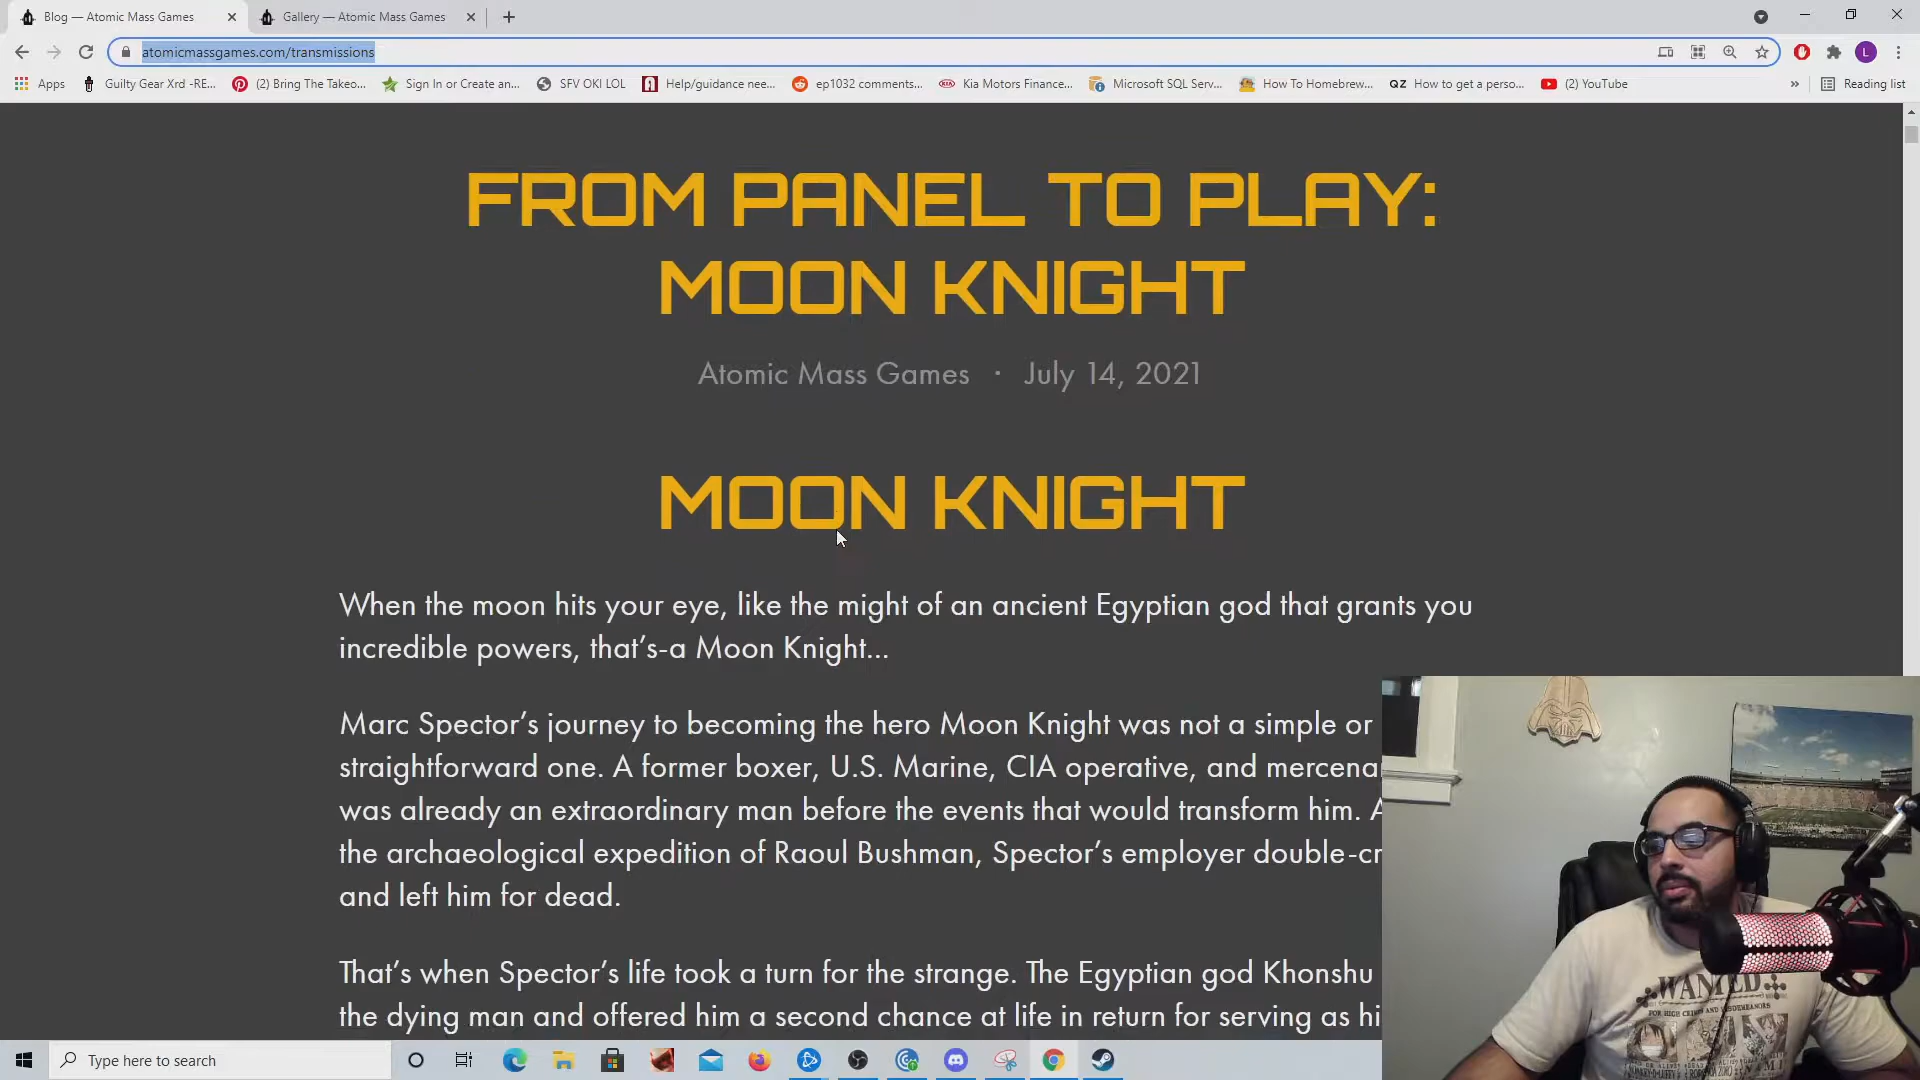 Blog — Atomic Mass Games
Gallery — Atomic Mass Games
atomicmassgames.com/transmissions
L
Apps
Guilty Gear Xrd -RE...
(2) Bring The Takeo...
Sign In or Create an...
SFV OKI LOL
Help/guidance nee...
ep1032 comments...
Kia Motors Finance...
Microsoft SQL Serv...
How To Homebrew...
QZ How to get a perso...
(2) YouTube
Reading list
FROM PANEL TO PLAY:
MOON KNIGHT
Atomic Mass Games · July 14, 2021
MOON KNIGHT
When the moon hits your eye, like the might of an ancient Egyptian god that grants you
incredible powers, that’s-a Moon Knight...
Marc Spector’s journey to becoming the hero Moon Knight was not a simple or
straightforward one. A former boxer, U.S. Marine, CIA operative, and
was already an extraordinary man before the events that would transform him.
the archaeological expedition of Raoul Bushman, Spector’s employer
and left him for dead.
That’s when Spector’s life took a turn for the strange. The Egyptian god Khonshu
the dying man and offered him a second chance at life in return for serving as
WANTED
FOR HIGH CRIMES AND MISDEMEANORS
Type here to search